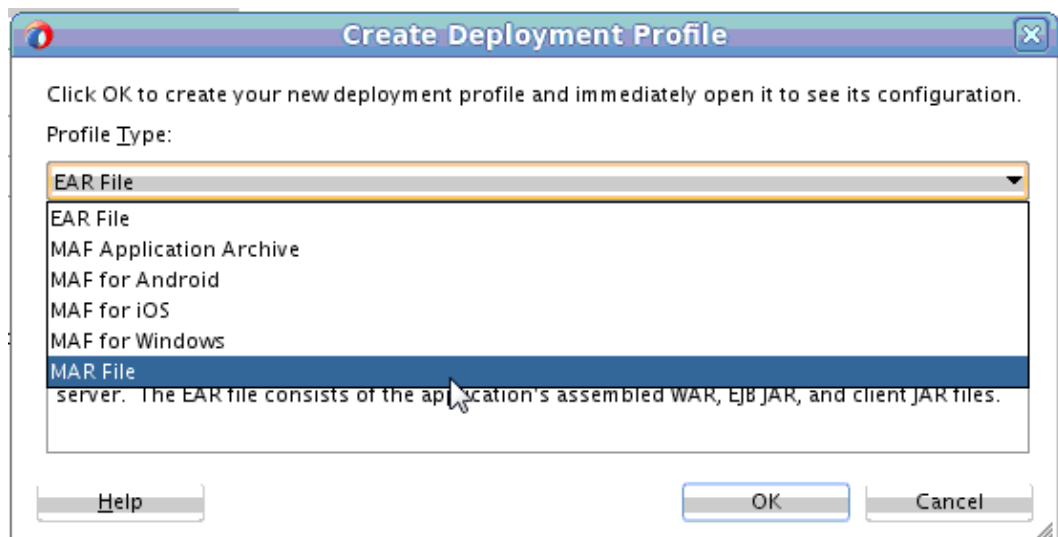 Create Deployment Profile
Click OK to create your new deployment profile and immediately open it to see its configuration.
Profile Type:
EAR File
EAR File
MAF Application Archive
MAF for Android
MAF for iOS
MAF for Windows
MAR File
server. The EAR file consists of the application's assembled WAR, EJB JAR, and client JAR files.
Help
OK
Cancel